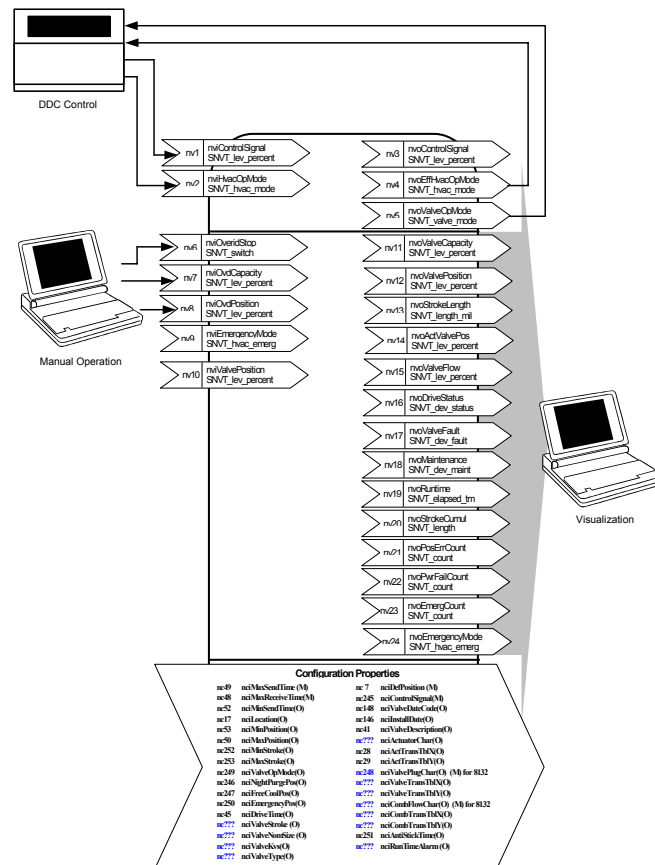 DDC Control
nv1 nviControlSignal
SNVT_lev_percent
nv2 nviHvacOpMode
SNVT_hvac_mode
nv3 nvoControlSignal
SNVT_lev_percent
nv4 nvoEffHvacOpMode
SNVT_hvac_mode
nv5 nvoValveOpMode
SNVT_valve_mode
nv6 nviOveridStop
SNVT_switch
nv7 nviOvdCapacity
SNVT_lev_percent
nv8 nviOvdPosition
SNVT_lev_percent
nv9 nviEmergencyMode
SNVT_hvac_emerg
nv10 nviValvePosition
SNVT_lev_percent
Manual Operation
nv11 nvoValveCapacity
SNVT_lev_percent
nv12 nvoValvePosition
SNVT_lev_percent
nv13 nvoStrokeLength
SNVT_length_mil
nv14 nvoActValvePos
SNVT_lev_percent
nv15 nvoValveFlow
SNVT_lev_percent
nv16 nvoDriveStatus
SNVT_dev_status
nv17 nvoValveFault
SNVT_dev_fault
nv18 nvoMaintenance
SNVT_dev_maint
nv19 nvoRuntime
SNVT_elapsed_tm
nv20 nvoStrokeCumul
SNVT_length
nv21 nvoPosErrCount
SNVT_count
nv22 nvoPwrFailCount
SNVT_count
nv23 nvoEmergCount
SNVT_count
nv24 nvoEmergencyMode
SNVT_hvac_emerg
Visualization
Configuration Properties
nc49 nciMaxSendTime (M)
nc48 nciMaxReceiveTime(M)
nc52 nciMinSendTime(O)
nc17 nciLocation(O)
nc53 nciMinPosition(O)
nc50 nciMaxPosition(O)
nc252 nciMinStroke(O)
nc253 nciMaxStroke(O)
nc249 nciValveOpMode(O)
nc246 nciNightPurgePos(O)
nc247 nciFreeCoolPos(O)
nc250 nciEmergencyPos(O)
nc45 nciDriveTime(O)
nc??? nciValveStroke (O)
nc??? nciValveNomSize (O)
nc??? nciValveKvs(O)
nc??? nciValveType(O)
nc 7 nciDefPosition (M)
nc245 nciControlSignal(M)
nc148 nciValveDateCode(O)
nc146 nciInstallDate(O)
nc41 nciValveDescription(O)
nc??? nciActuatorChar(O)
nc28 nciActTransTblX(O)
nc29 nciActTransTblY(O)
nc248 nciValvePlugChar(O) (M) for 8132
nc??? nciValveTransTblX(O)
nc??? nciValveTransTblY(O)
nc??? nciCombFlowChar(O) (M) for 8132
nc??? nciCombTransTblX(O)
nc??? nciCombTransTblY(O)
nc251 nciAntiStickTime(O)
nc??? nciRunTimeAlarm(O)